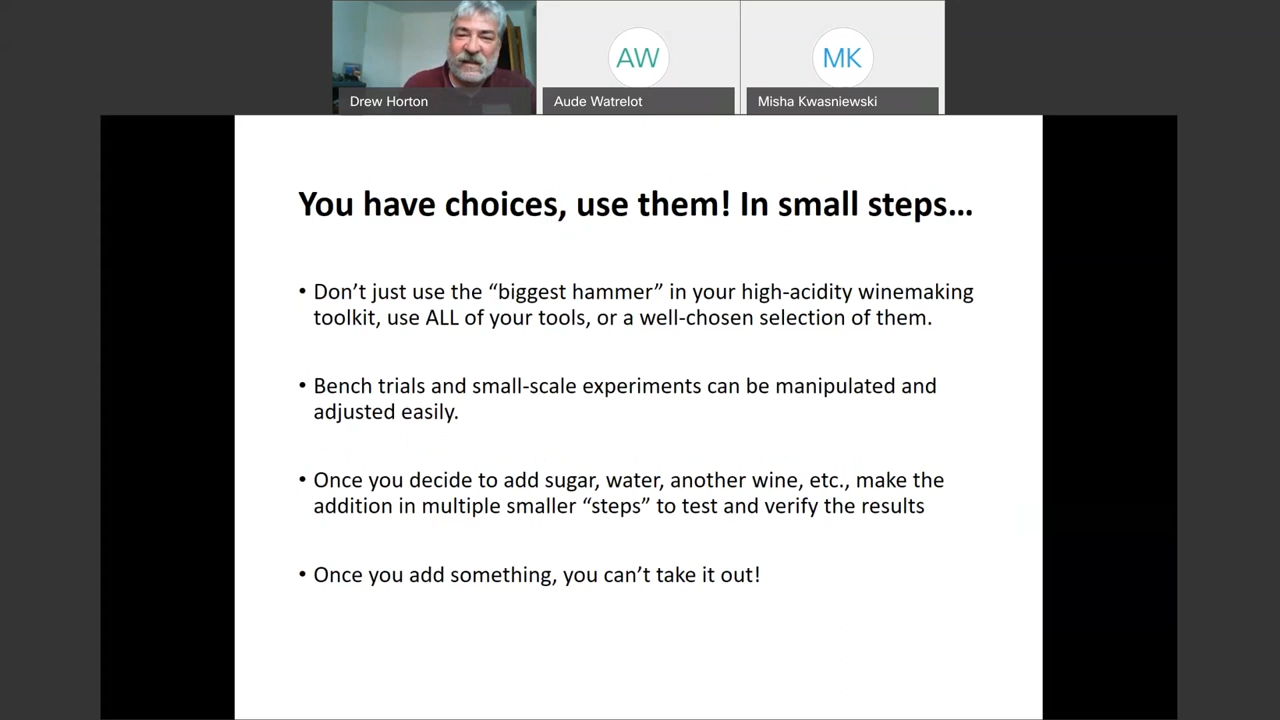 AW
MK
Drew Horton
Aude Watrelot
Misha Kwasniewski
You have choices, use them! In small steps…
• Don’t just use the “biggest hammer” in your high-acidity winemaking
toolkit, use ALL of your tools, or a well-chosen selection of them.
• Bench trials and small-scale experiments can be manipulated and
adjusted easily.
• Once you decide to add sugar, water, another wine, etc., make the
addition in multiple smaller “steps” to test and verify the results
• Once you add something, you can’t take it out!